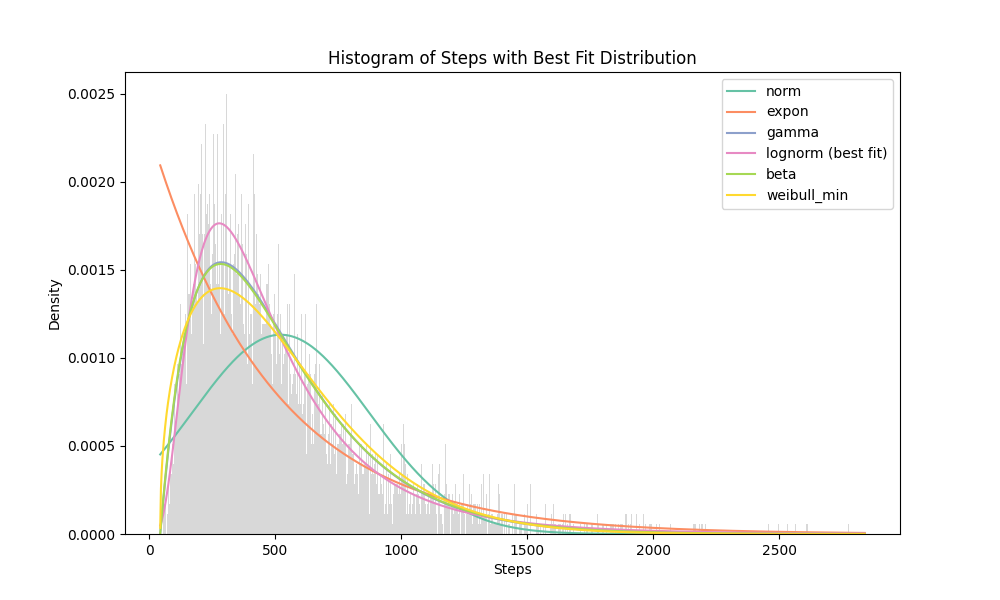 Histogram of Steps with Best Fit Distribution
norm
expon
gamma
lognorm (best fit)
beta
weibull_min
Density
0.0025
0.0020
0.0015
0.0010
0.0005
0.0000
0 500 1000 1500 2000 2500
Steps